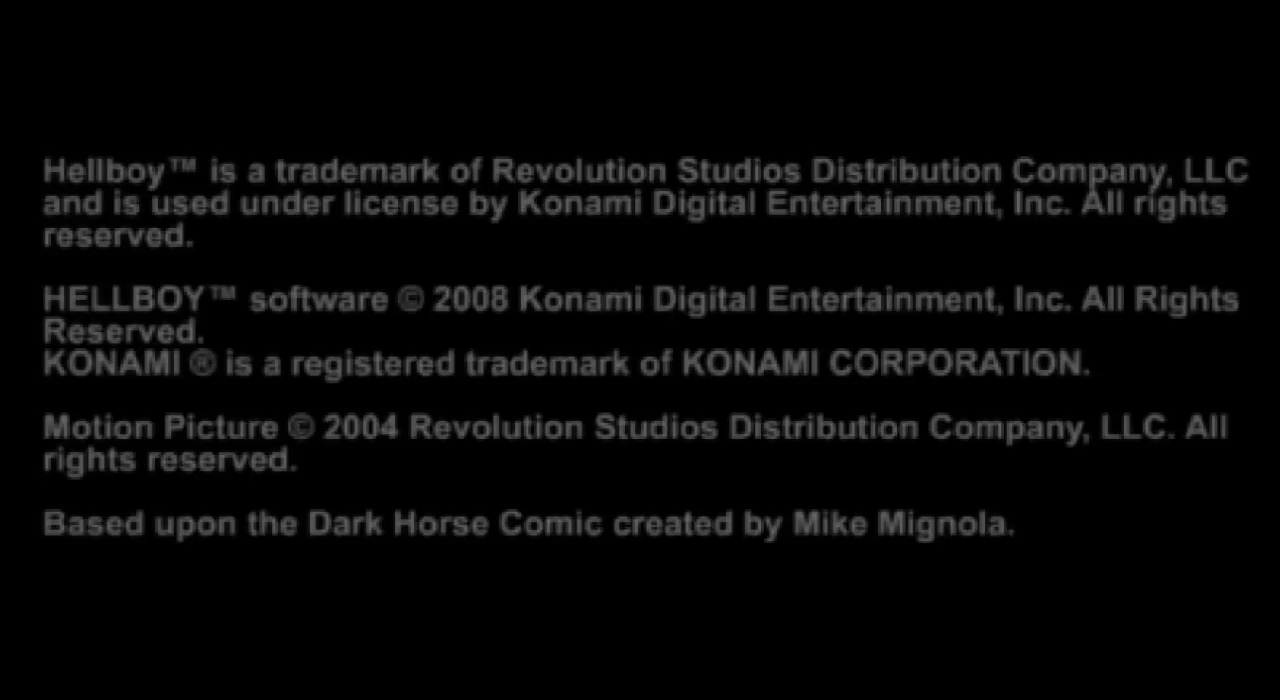 Hellboy™ is a trademark of Revolution Studios Distribution Company, LLC
and is used under license by Konami Digital Entertainment, Inc. All rights
reserved.
HELLBOY™ software © 2008 Konami Digital Entertainment, Inc. All Rights
Reserved.
KONAMI ® is a registered trademark of KONAMI CORPORATION.
Motion Picture © 2004 Revolution Studios Distribution Company, LLC. All
rights reserved.
Based upon the Dark Horse Comic created by Mike Mignola.